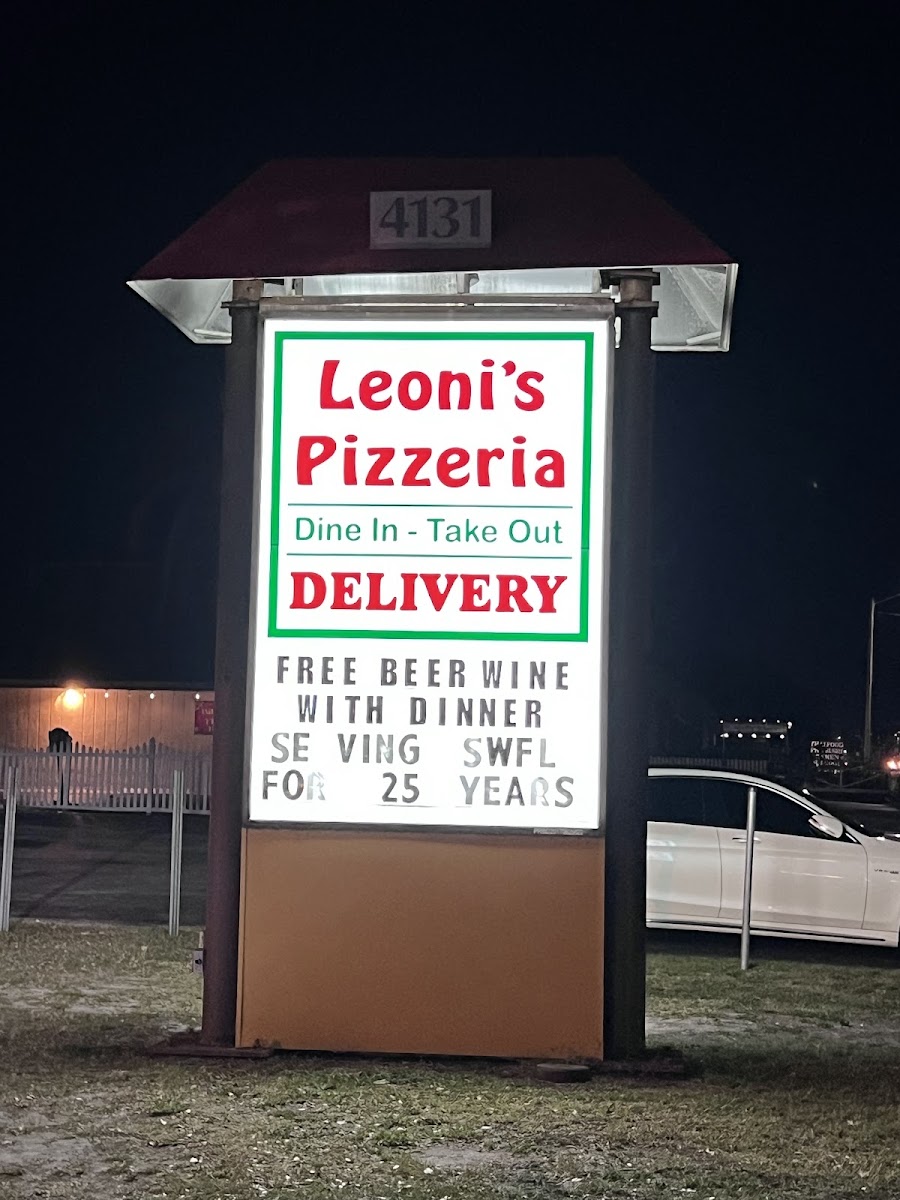 4131
Leoni's
Pizzeria
Dine In - Take Out
DELIVERY
FREE BEER WINE
WITH DINNER
SE VING SWFL
FOR 25 YEARS